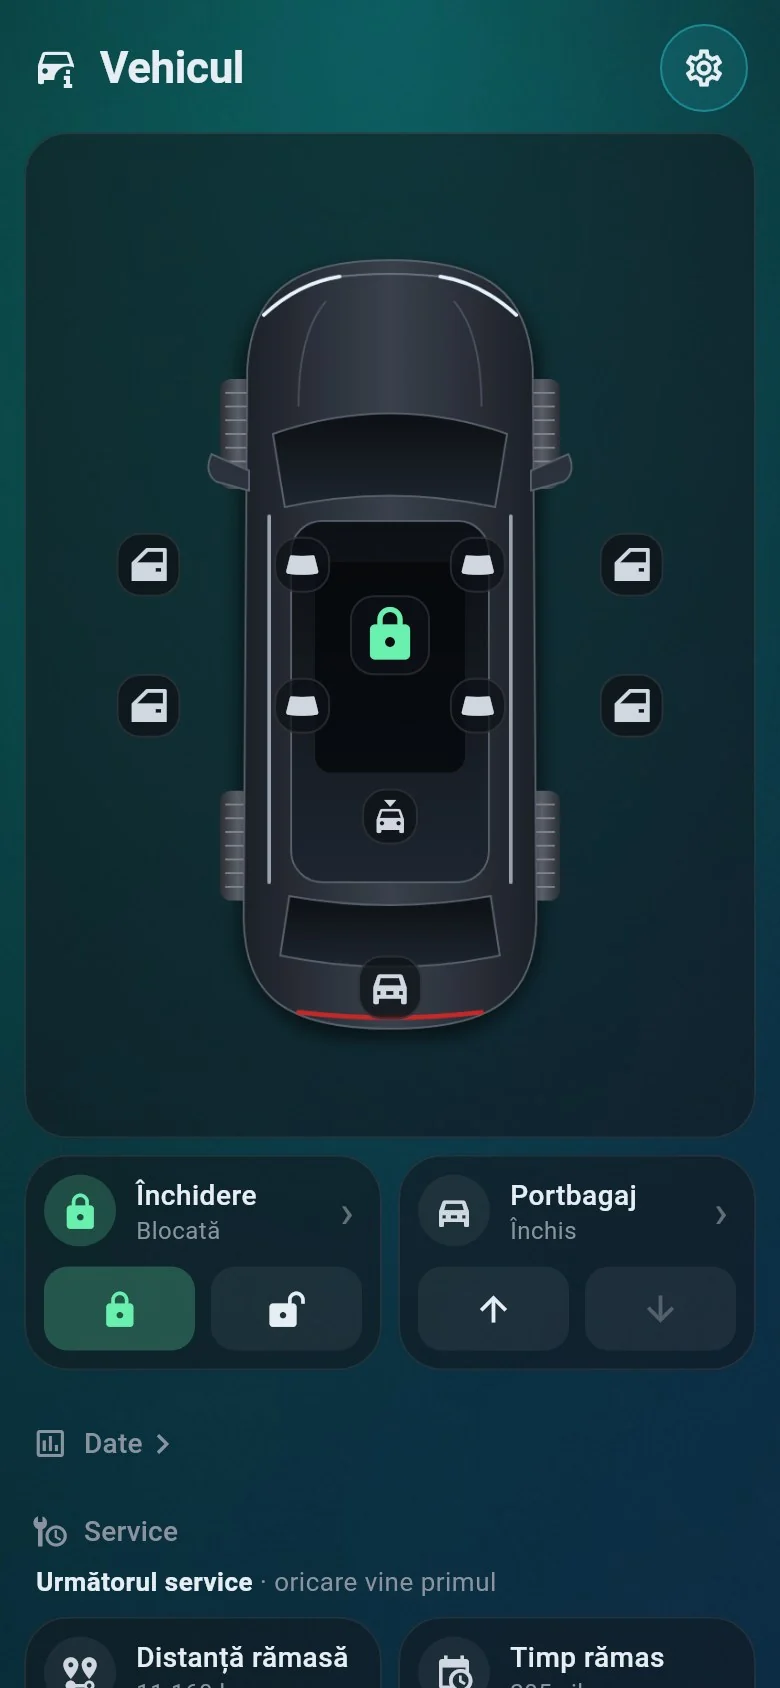 Vehicul
Închidere
Blocată
Portbagaj
Închis
Date
Service
Următorul service · oricare vine primul
Distanță rămasă
Timp rămas